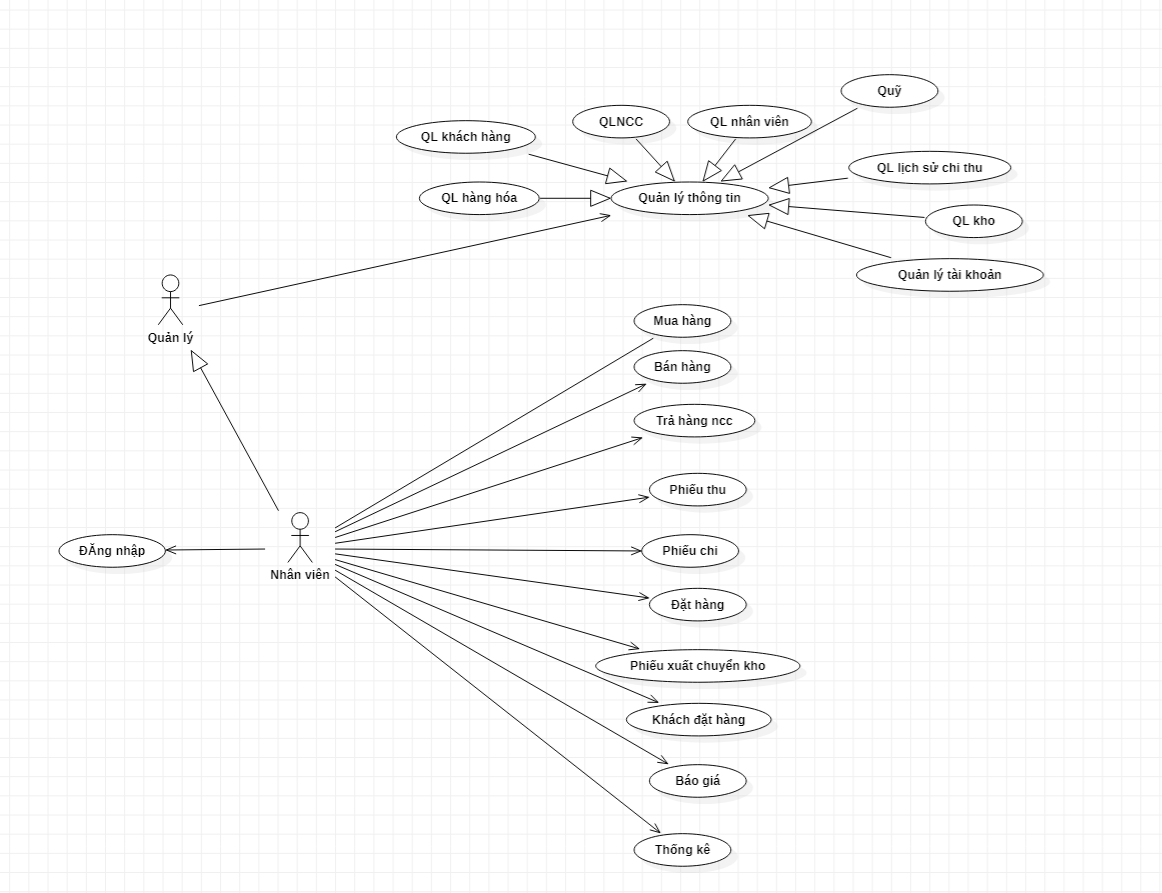 Quỹ
QLNCC
QL nhân viên
QL khách hàng
QL lịch sử chi thu
QL hàng hóa
Quản lý thông tin
QL kho
Quản lý tài khoản
Quản lý
Mua hàng
Bán hàng
Trả hàng ncc
Phiếu thu
ĐĂng nhập
Nhân viên
Phiếu chi
Đặt hàng
Phiếu xuất chuyển kho
Khách đặt hàng
Báo giá
Thống kê